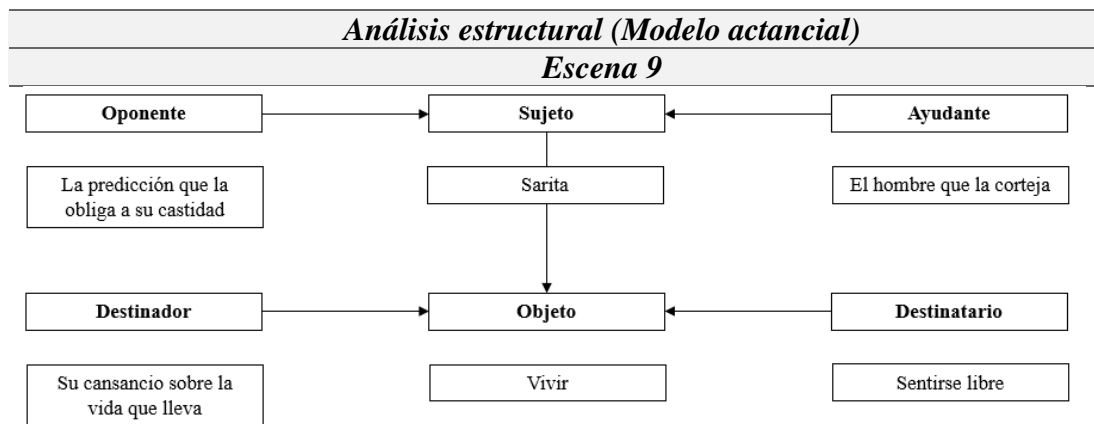 Análisis estructural (Modelo actancial)
Escena 9
Oponente
Sujeto
Ayudante
La predicción que la
obliga a su castidad
Sarita
El hombre que la corteja
Destinador
Objeto
Destinatario
Su cansancio sobre la
vida que lleva
Vivir
Sentirse libre